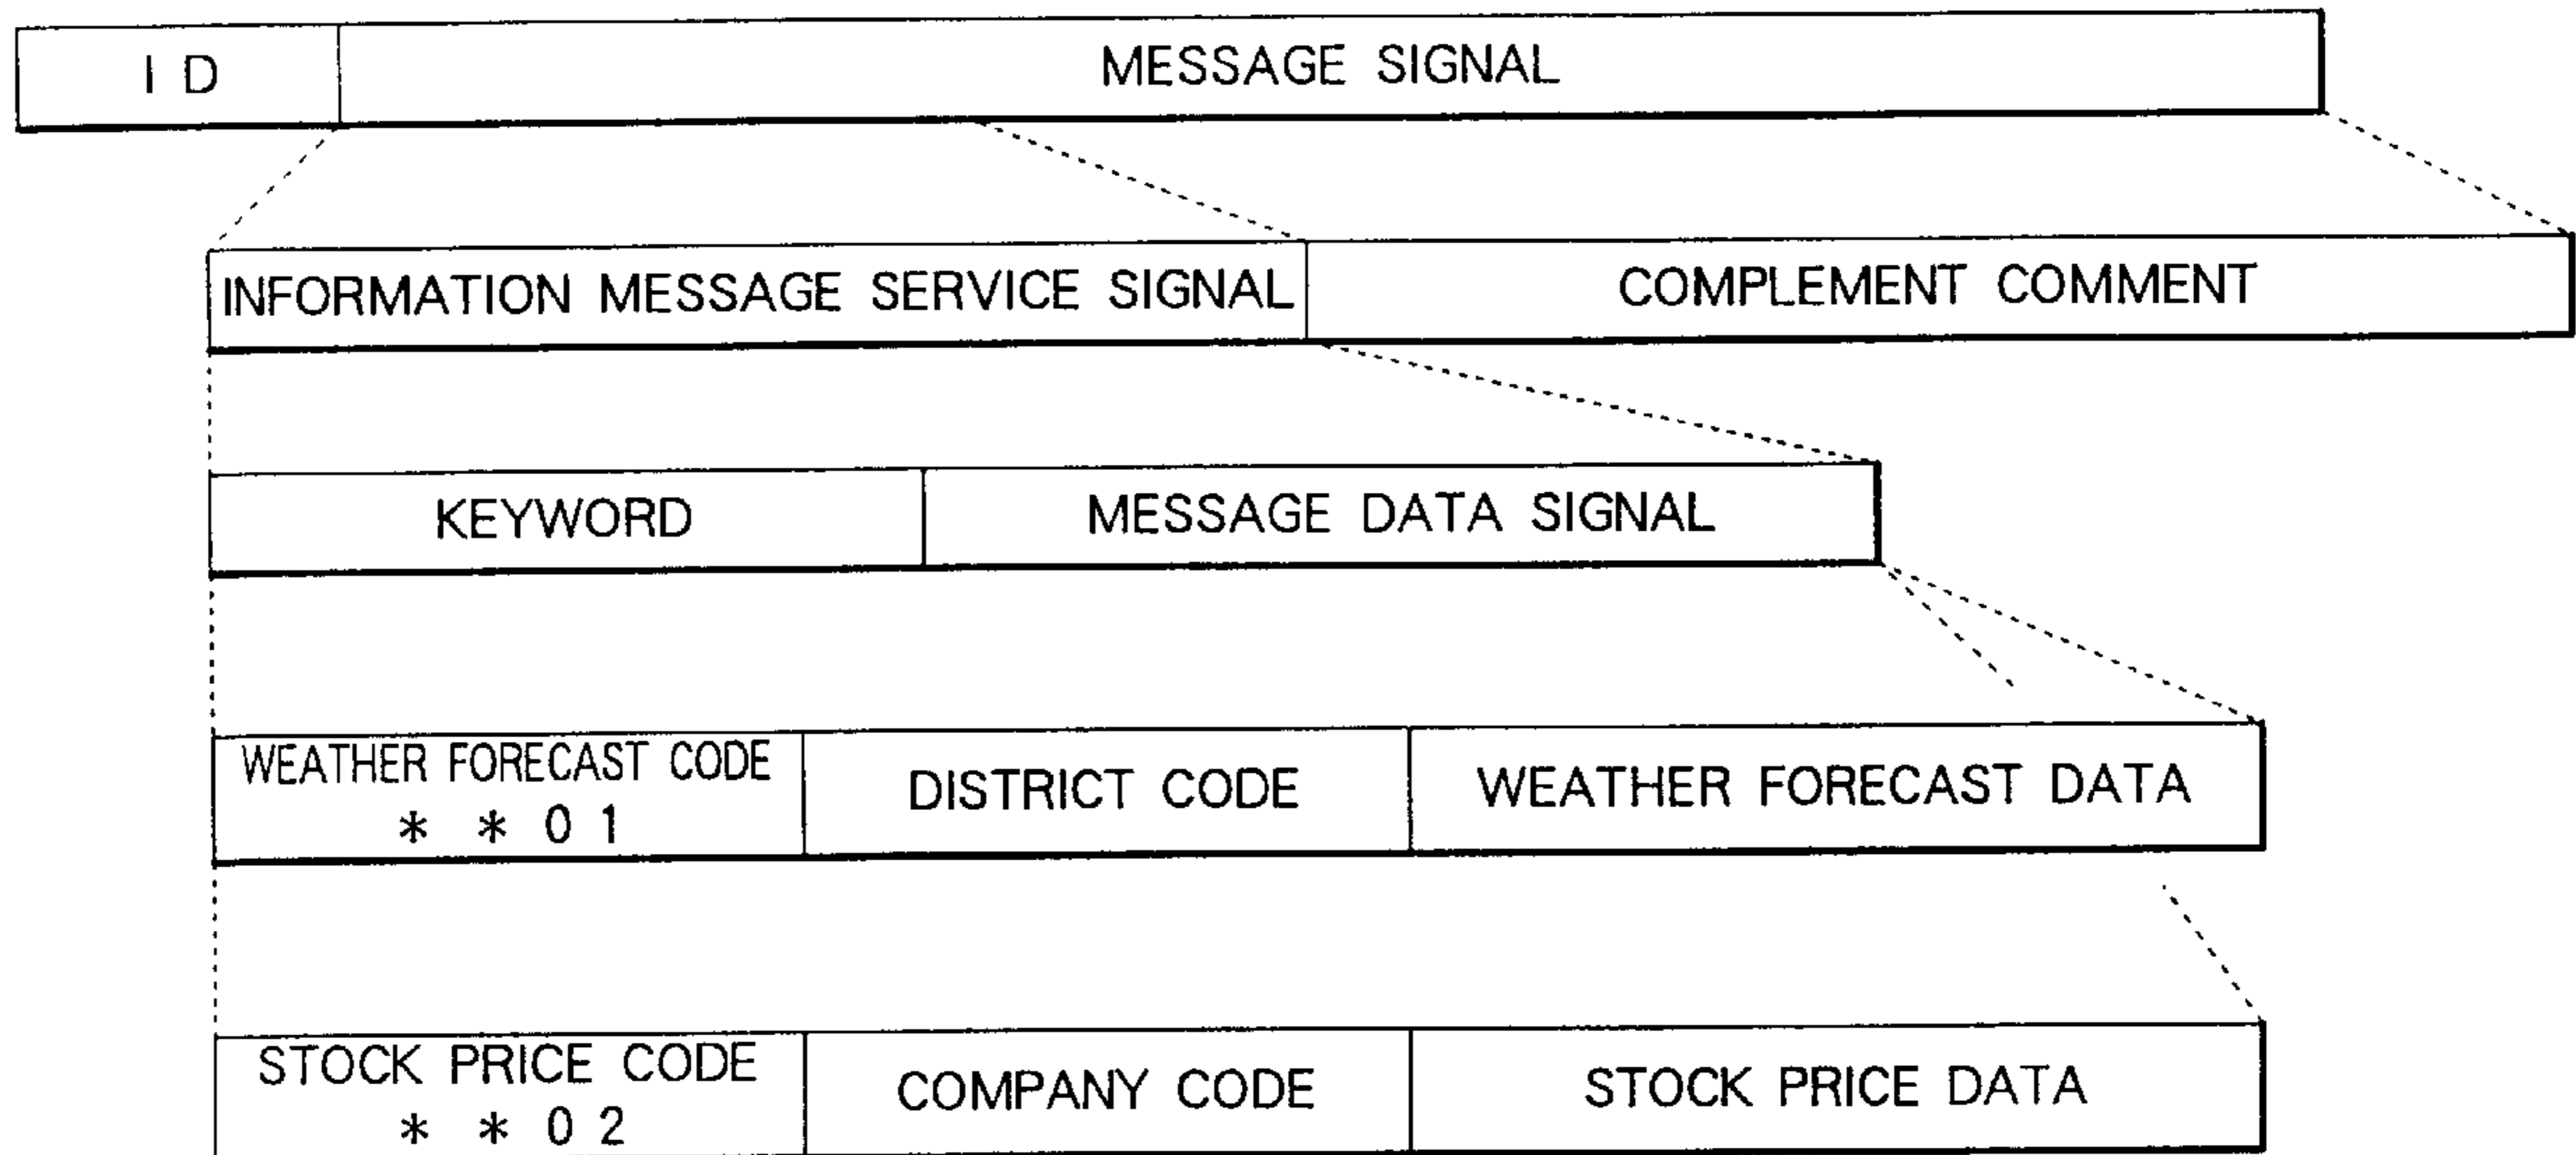 ID
MESSAGE SIGNAL
INFORMATION MESSAGE SERVICE SIGNAL
COMPLEMENT COMMENT
KEYWORD
MESSAGE DATA SIGNAL
WEATHER FORECAST CODE
* * 0 1
DISTRICT CODE
WEATHER FORECAST DATA
STOCK PRICE CODE
* * 0 2
COMPANY CODE
STOCK PRICE DATA